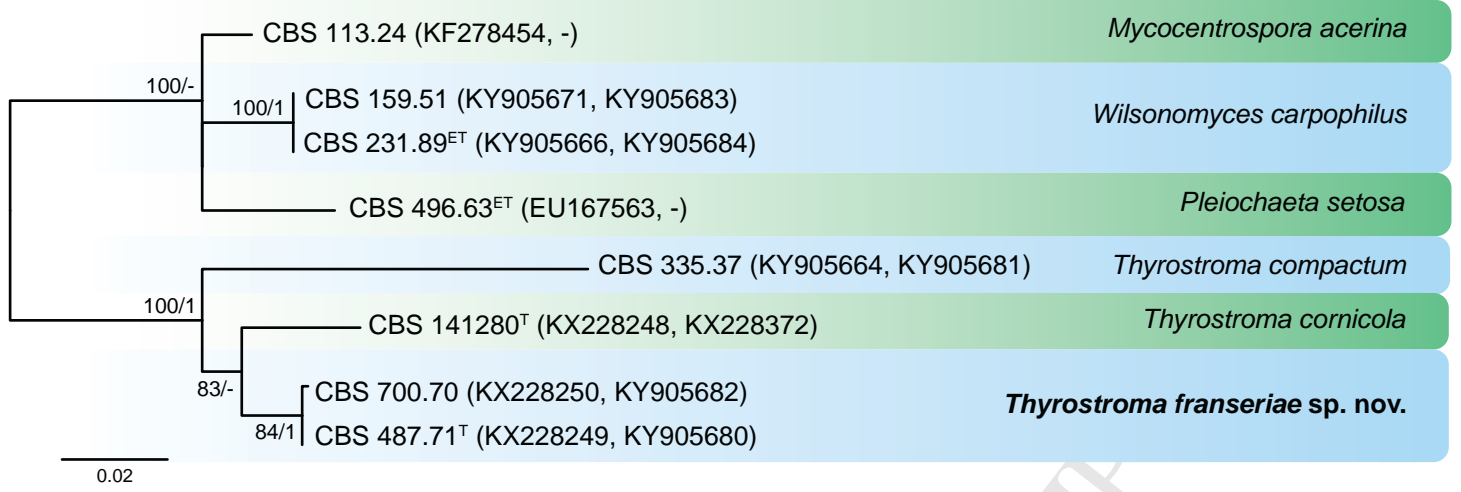 CBS 113.24 (KF278454, -) Mycocentrospora acerina
100/-
CBS 159.51 (KY905671, KY905683)
100/1
Wilsonomyces carpophilus
CBS 231.89ET (KY905666, KY905684)
CBS 496.63ET (EU167563, -) Pleiochaeta setosa
CBS 335.37 (KY905664, KY905681) Thyrostroma compactum
100/1
CBS 141280T (KX228248, KX228372) Thyrostroma cornicola
83/-
CBS 700.70 (KX228250, KY905682)
Thyrostroma franseriae sp. nov.
84/1
CBS 487.71T (KX228249, KY905680)
0.02